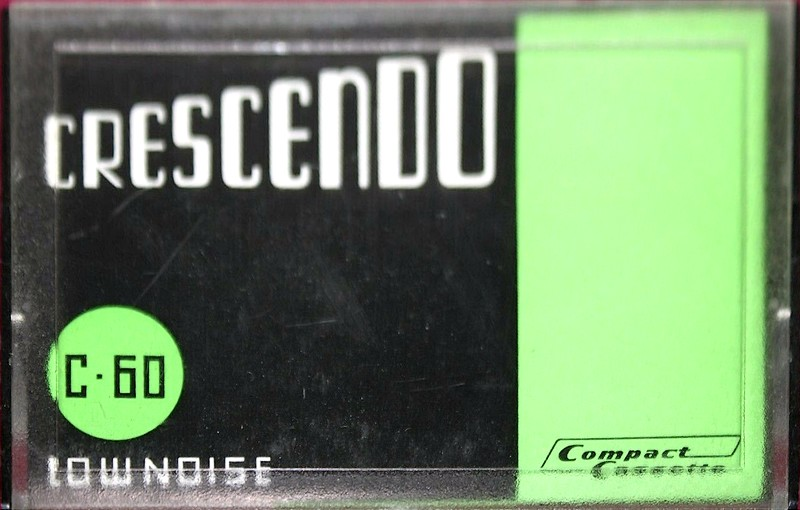 CRESCENDO
C·60
LOW NOISE
Compact
Cassette